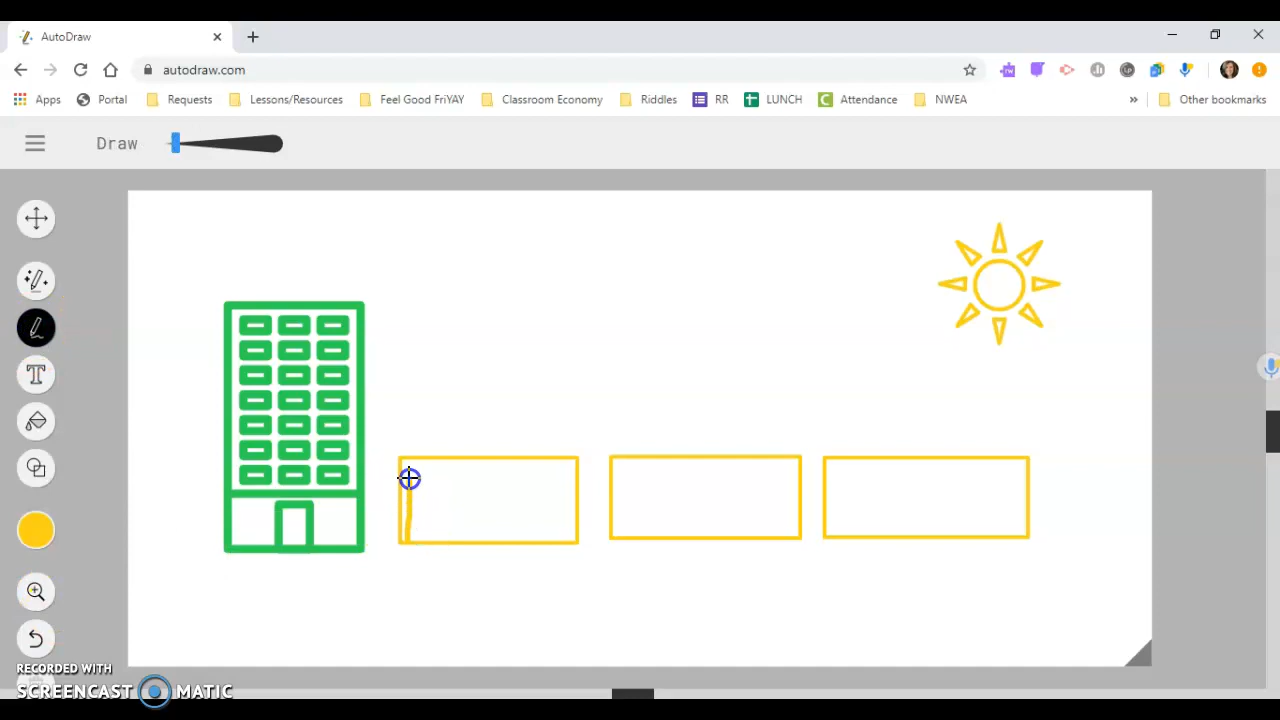 AutoDraw
autodraw.com
Apps Portal Requests Lessons/Resources Feel Good FriYAY Classroom Economy Riddles RR LUNCH Attendance NWEA » Other bookmarks
Draw
T
RECORDED WITH
SCREENCAST MATIC